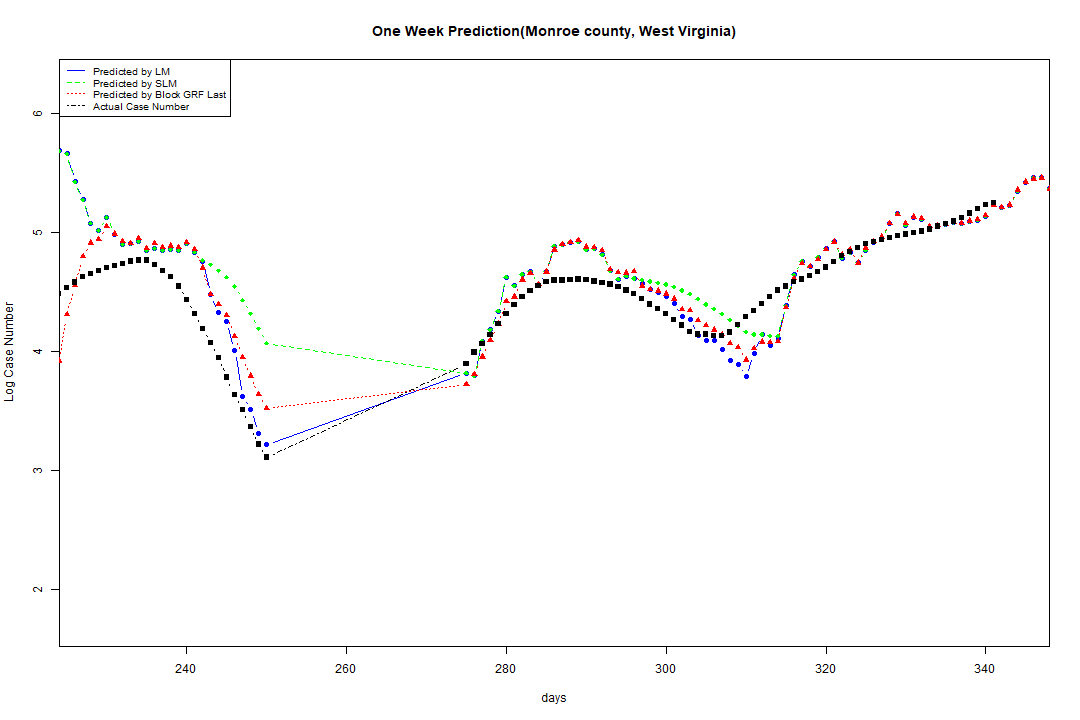 One Week Prediction(Monroe county, West Virginia)
Predicted by LM
Predicted by SLM
Predicted by Block GRF Last
Actual Case Number
6
5
4
3
2
Log Case Number
240
260
280
300
320
340
days